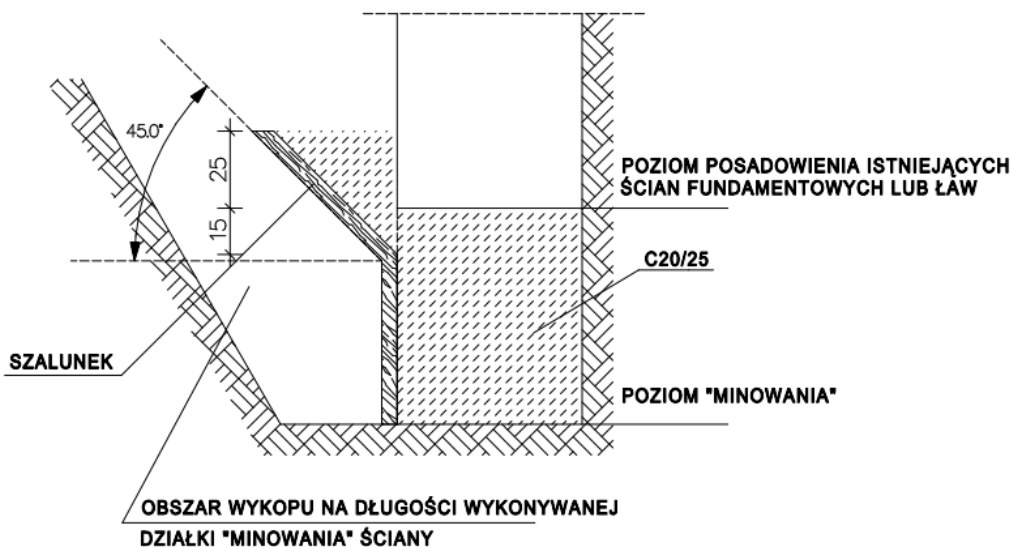 45.0°
25
15
POZIOM POSADOWIENIA ISTNIEJĄCYCH
ŚCIAN FUNDAMENTOWYCH LUB ŁAW
C20/25
SZALUNEK
POZIOM "MINOWANIA"
OBSZAR WYKOPU NA DŁUGOŚCI WYKONYWANEJ
DZIAŁKI "MINOWANIA" ŚCIANY